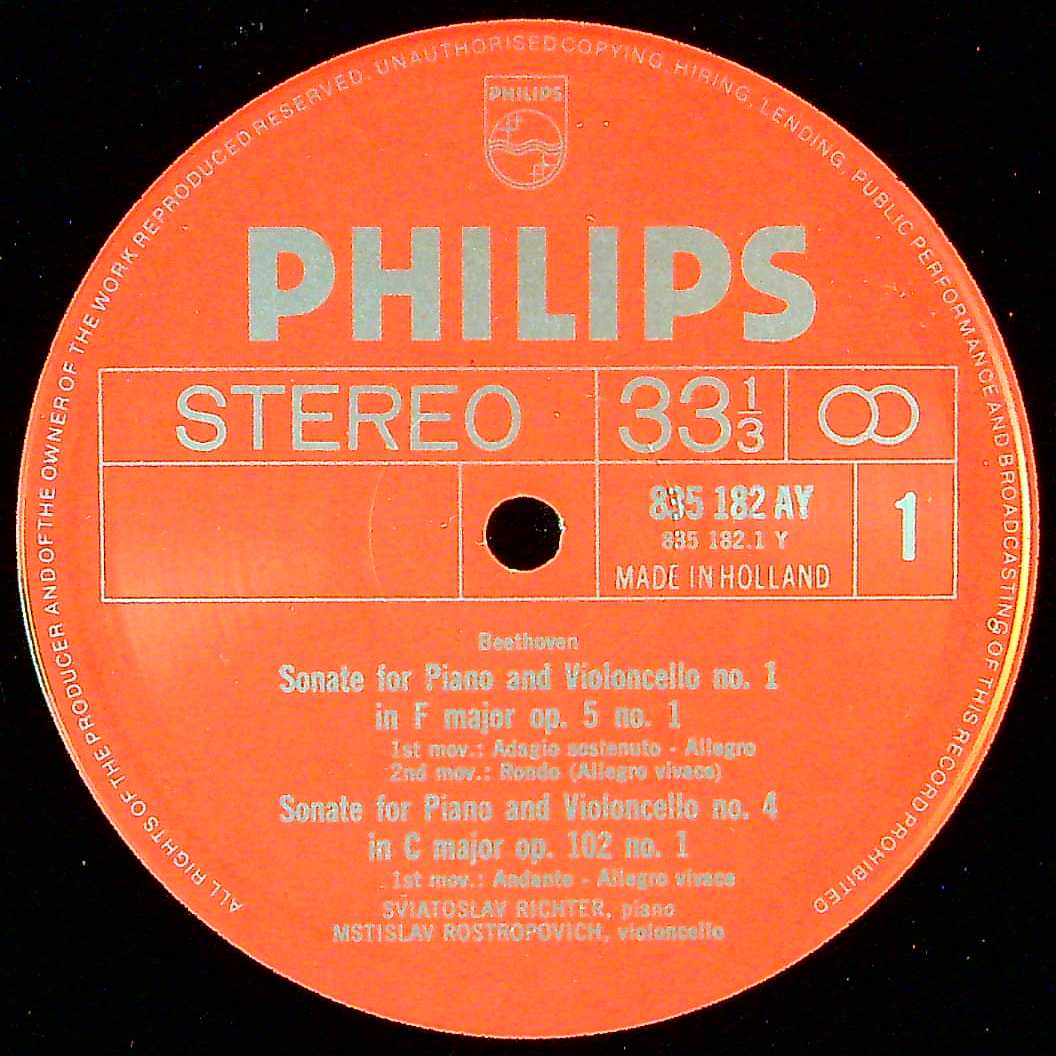 ALL RIGHTS OF THE PRODUCER AND OF THE OWNER OF THE WORK REPRODUCED RESERVED. UNAUTHORISED COPYING, HIRING, LENDING, PUBLIC PERFORMANCE AND BROADCASTING OF THIS RECORD PROHIBITED
PHILIPS
PHILIPS
STEREO 33 1/3
835 182 AY 1
835 182.1 Y
MADE IN HOLLAND
Beethoven
Sonate for Piano and Violoncello no. 1
in F major op. 5 no. 1
1st mov.: Adagio sostenuto - Allegro
2nd mov.: Rondo (Allegro vivace)
Sonate for Piano and Violoncello no. 4
in C major op. 102 no. 1
1st mov.: Andante - Allegro vivace
SVIATOSLAV RICHTER, piano
MSTISLAV ROSTROPOVICH, violoncello